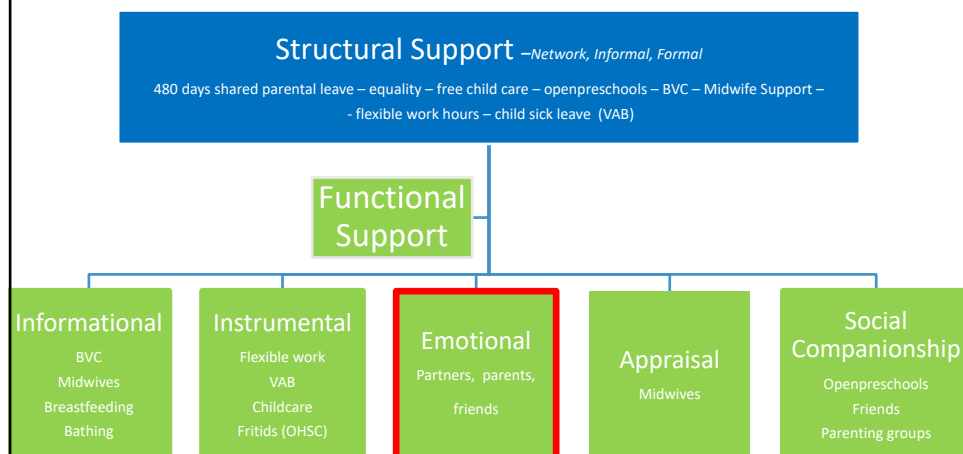 Structural Support –Network, Informal, Formal
480 days shared parental leave – equality – free child care – openpreschools – BVC – Midwife Support –
- flexible work hours – child sick leave (VAB)
Functional
Support
Informational
BVC
Midwives
Breastfeeding
Bathing
Instrumental
Flexible work
VAB
Childcare
Fritids (OHSC)
Emotional
Partners, parents,
friends
Appraisal
Midwives
Social
Companionship
Openpreschools
Friends
Parenting groups